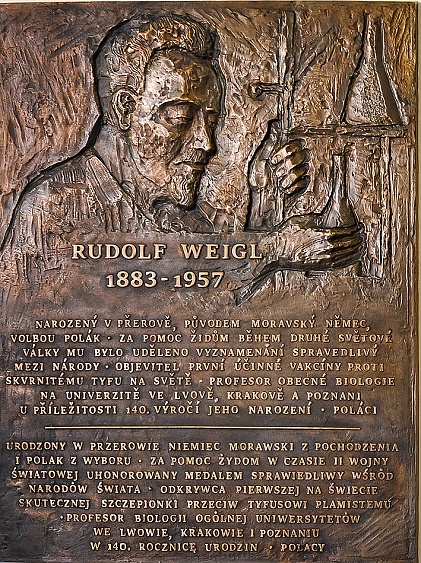 RUDOLF WEIGL
1883-1957
NAROZENÝ V PŘEROVĚ, PŮVODEM MORAVSKÝ NĚMEC,
VOLBOU POLÁK · ZA POMOC ŽIDŮM BĚHEM DRUHÉ SVĚTOVÉ
VÁLKY MU BYLO UDĚLENO VYZNAMENÁNÍ SPRAVEDLIVÝ
MEZI NÁRODY · OBJEVITEL PRVNÍ ÚČINNÉ VAKCÍNY PROTI
SKVRNITÉMU TYFU NA SVĚTĚ · PROFESOR OBECNÉ BIOLOGIE
NA UNIVERZITĚ VE LVOVĚ, KRAKOVĚ A POZNANI
U PŘÍLEŽITOSTI 140. VÝROČÍ JEHO NAROZENÍ · POLÁCI
URODZONY W PRZEROWIE NIEMIEC MORAWSKI Z POCHODZENIA
I POLAK Z WYBORU · ZA POMOC ŻYDOM W CZASIE II WOJNY
ŚWIATOWEJ UHONOROWANY MEDALEM SPRAWIEDLIWY WŚRÓD
NARODÓW ŚWIATA · ODKRYWCA PIERWSZEJ NA ŚWIECIE
SKUTECZNEJ SZCZEPIONKI PRZECIW TYFUSOWI PLAMISTEMU
· PROFESOR BIOLOGII OGÓLNEJ UNIWERSYTETÓW
WE LWOWIE, KRAKOWIE I POZNANIU
W 140. ROCZNICĘ URODZIN · POLACY